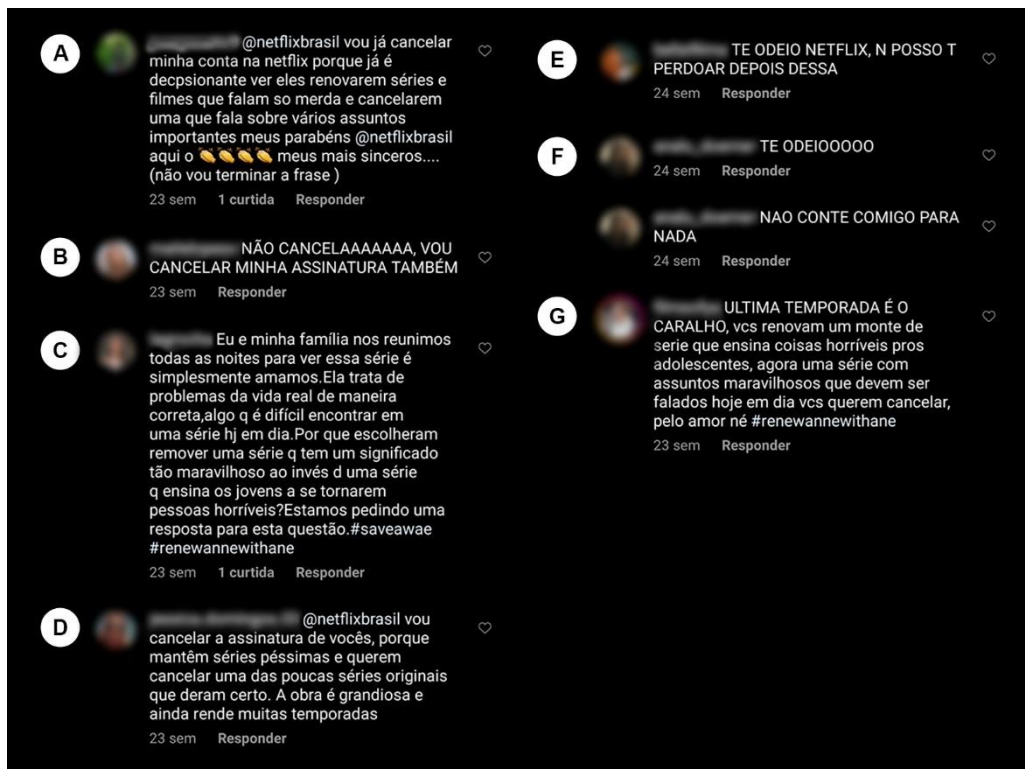 A
@netflixbrasil vou já cancelar
minha conta na netflix porque já é
decpsionante ver eles renovarem séries e
filmes que falam so merda e cancelarem
uma que fala sobre vários assuntos
importantes meus parabéns @netflixbrasil
aqui o 👏👏👏👏 meus mais sinceros....
(não vou terminar a frase )
23 sem 1 curtida Responder
B
NÃO CANCELAAAAAAA, VOU
CANCELAR MINHA ASSINATURA TAMBÉM
23 sem Responder
C
Eu e minha família nos reunimos
todas as noites para ver essa série é
simplesmente amamos.Ela trata de
problemas da vida real de maneira
correta,algo q é difícil encontrar em
uma série hj em dia.Por que escolheram
remover uma série q tem um significado
tão maravilhoso ao invés d uma série
q ensina os jovens a se tornarem
pessoas horríveis?Estamos pedindo uma
resposta para esta questão.#saveawae
#renewannewithane
23 sem 1 curtida Responder
D
@netflixbrasil vou
cancelar a assinatura de vocês, porque
mantêm séries péssimas e querem
cancelar uma das poucas séries originais
que deram certo. A obra é grandiosa e
ainda rende muitas temporadas
23 sem Responder
E
TE ODEIO NETFLIX, N POSSO T
PERDOAR DEPOIS DESSA
24 sem Responder
F
TE ODEIOOOOO
24 sem Responder
NAO CONTE COMIGO PARA
NADA
24 sem Responder
G
ULTIMA TEMPORADA É O
CARALHO, vcs renovam um monte de
serie que ensina coisas horríveis pros
adolescentes, agora uma série com
assuntos maravilhosos que devem ser
falados hoje em dia vcs querem cancelar,
pelo amor né #renewannewithane
23 sem Responder